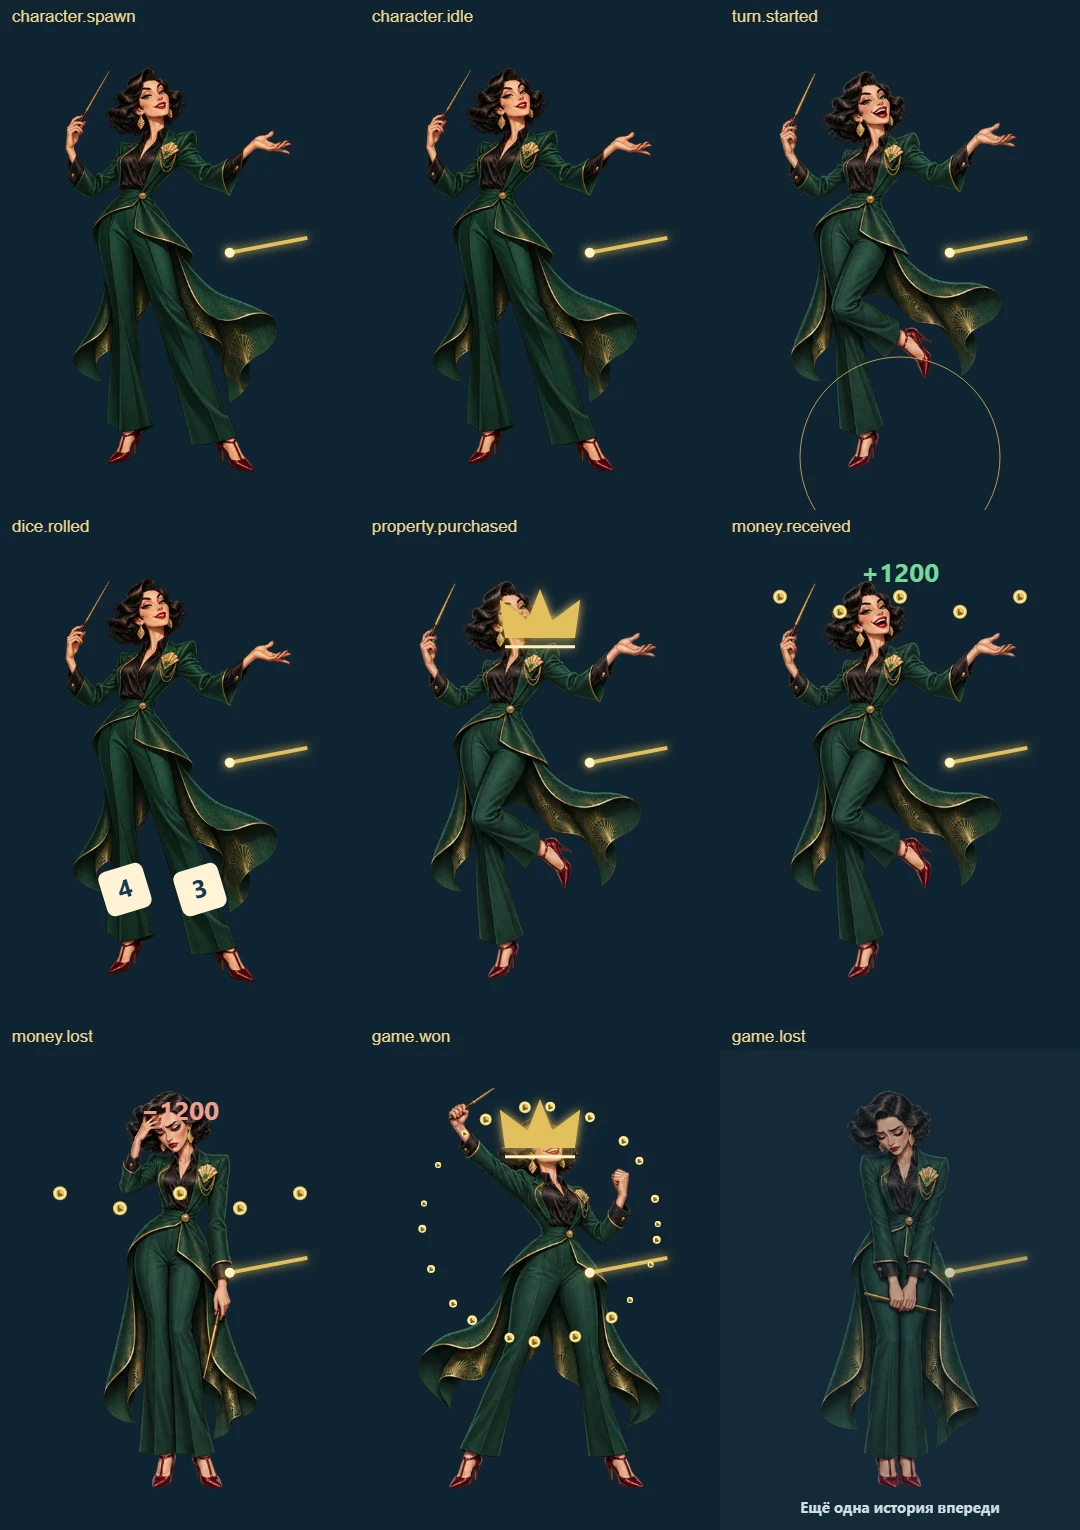 character.spawn
character.idle
turn.started
dice.rolled
property.purchased
money.received
+1200
4
3
money.lost
game.won
game.lost
−1200
Ещё одна история впереди